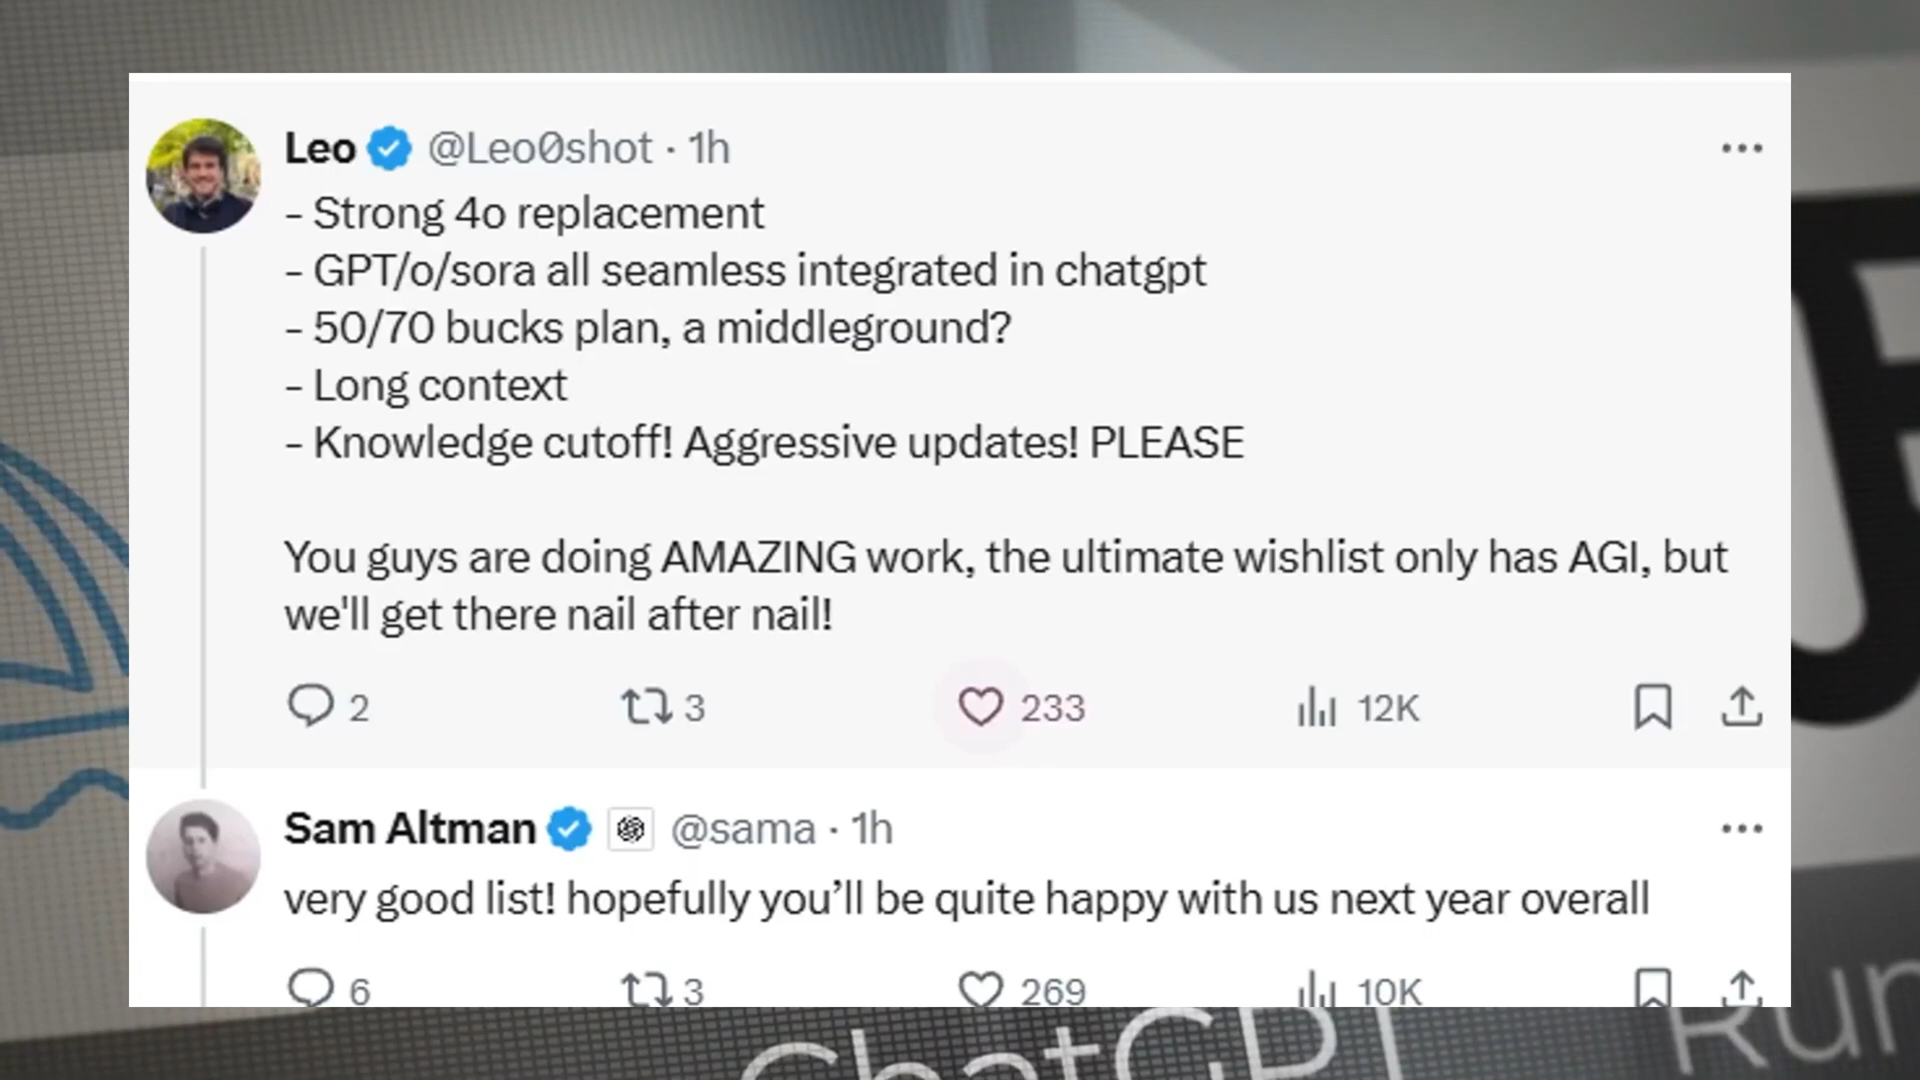 Leo @Leo0shot · 1h
- Strong 4o replacement
- GPT/o/sora all seamless integrated in chatgpt
- 50/70 bucks plan, a middleground?
- Long context
- Knowledge cutoff! Aggressive updates! PLEASE
You guys are doing AMAZING work, the ultimate wishlist only has AGI, but
we'll get there nail after nail!
2 3 233 12K
Sam Altman @sama · 1h
very good list! hopefully you’ll be quite happy with us next year overall
6 3 269 10K
ChatGPT
Run